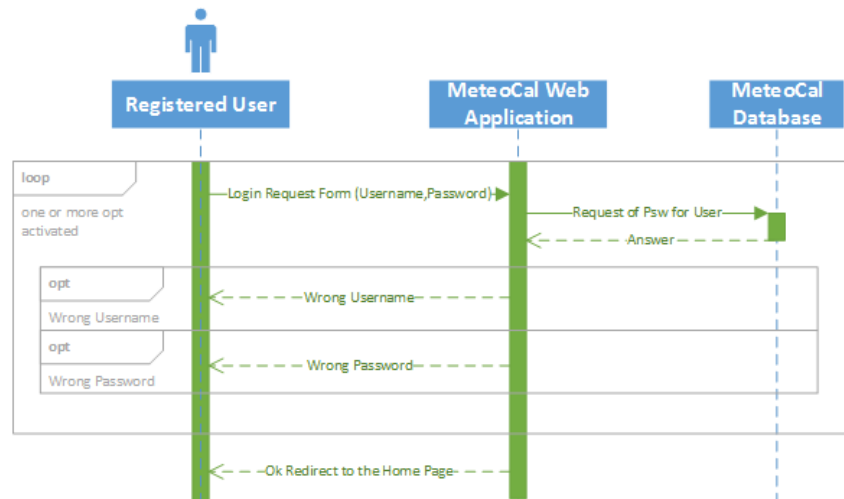 Registered User
MeteoCal Web
Application
MeteoCal
Database
loop
one or more opt
activated
Login Request Form (Username,Password)
Request of Psw for User
Answer
opt
Wrong Username
Wrong Username
opt
Wrong Password
Wrong Password
Ok Redirect to the Home Page